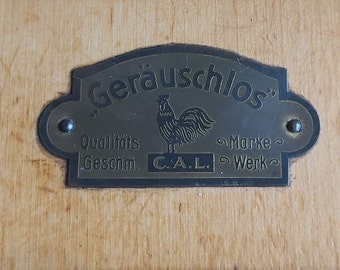 „Geräuschlos"
Qualitäts Marke
Geschm. C.A.L. Werk